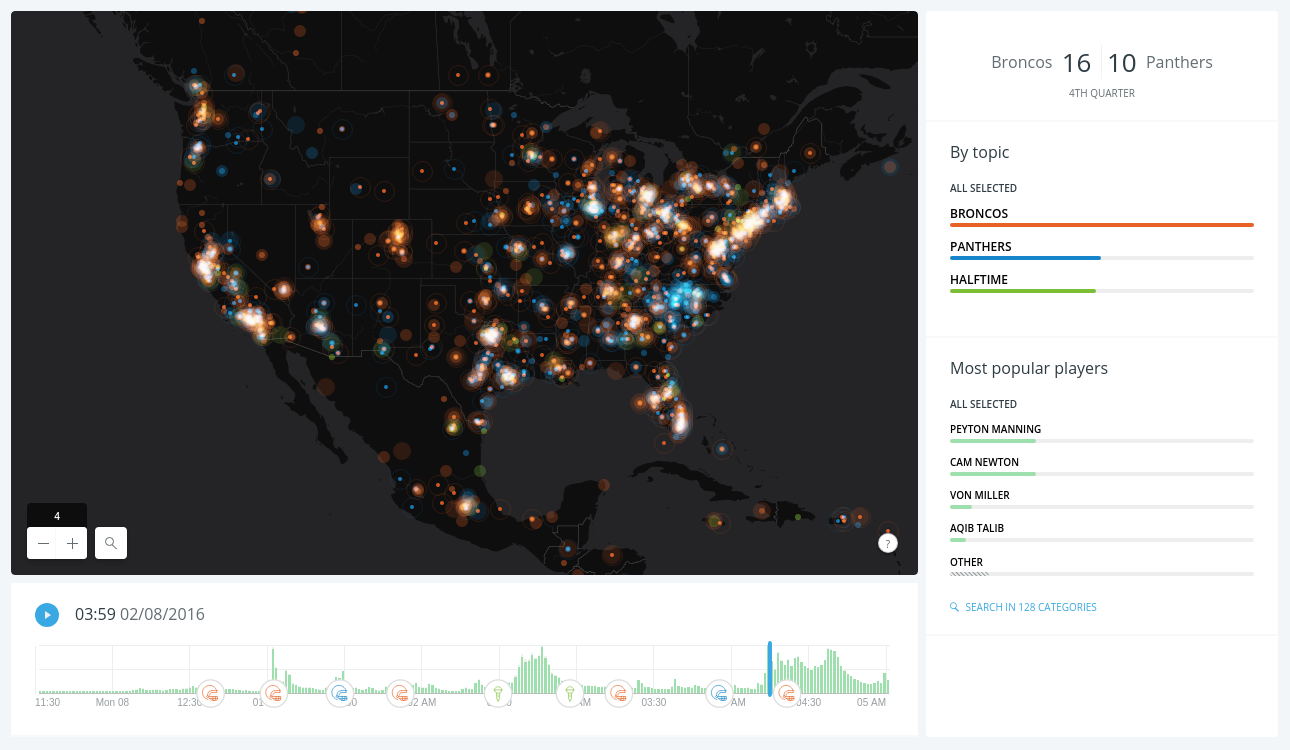 Broncos 16 10 Panthers
4TH QUARTER
By topic
ALL SELECTED
BRONCOS
PANTHERS
HALFTIME
Most popular players
ALL SELECTED
PEYTON MANNING
CAM NEWTON
VON MILLER
AQIB TALIB
OTHER
SEARCH IN 128 CATEGORIES
4
?
03:59 02/08/2016
11:30 Mon 08 12:3 01 0 02 AM M 03:30 AM 04:30 05 AM